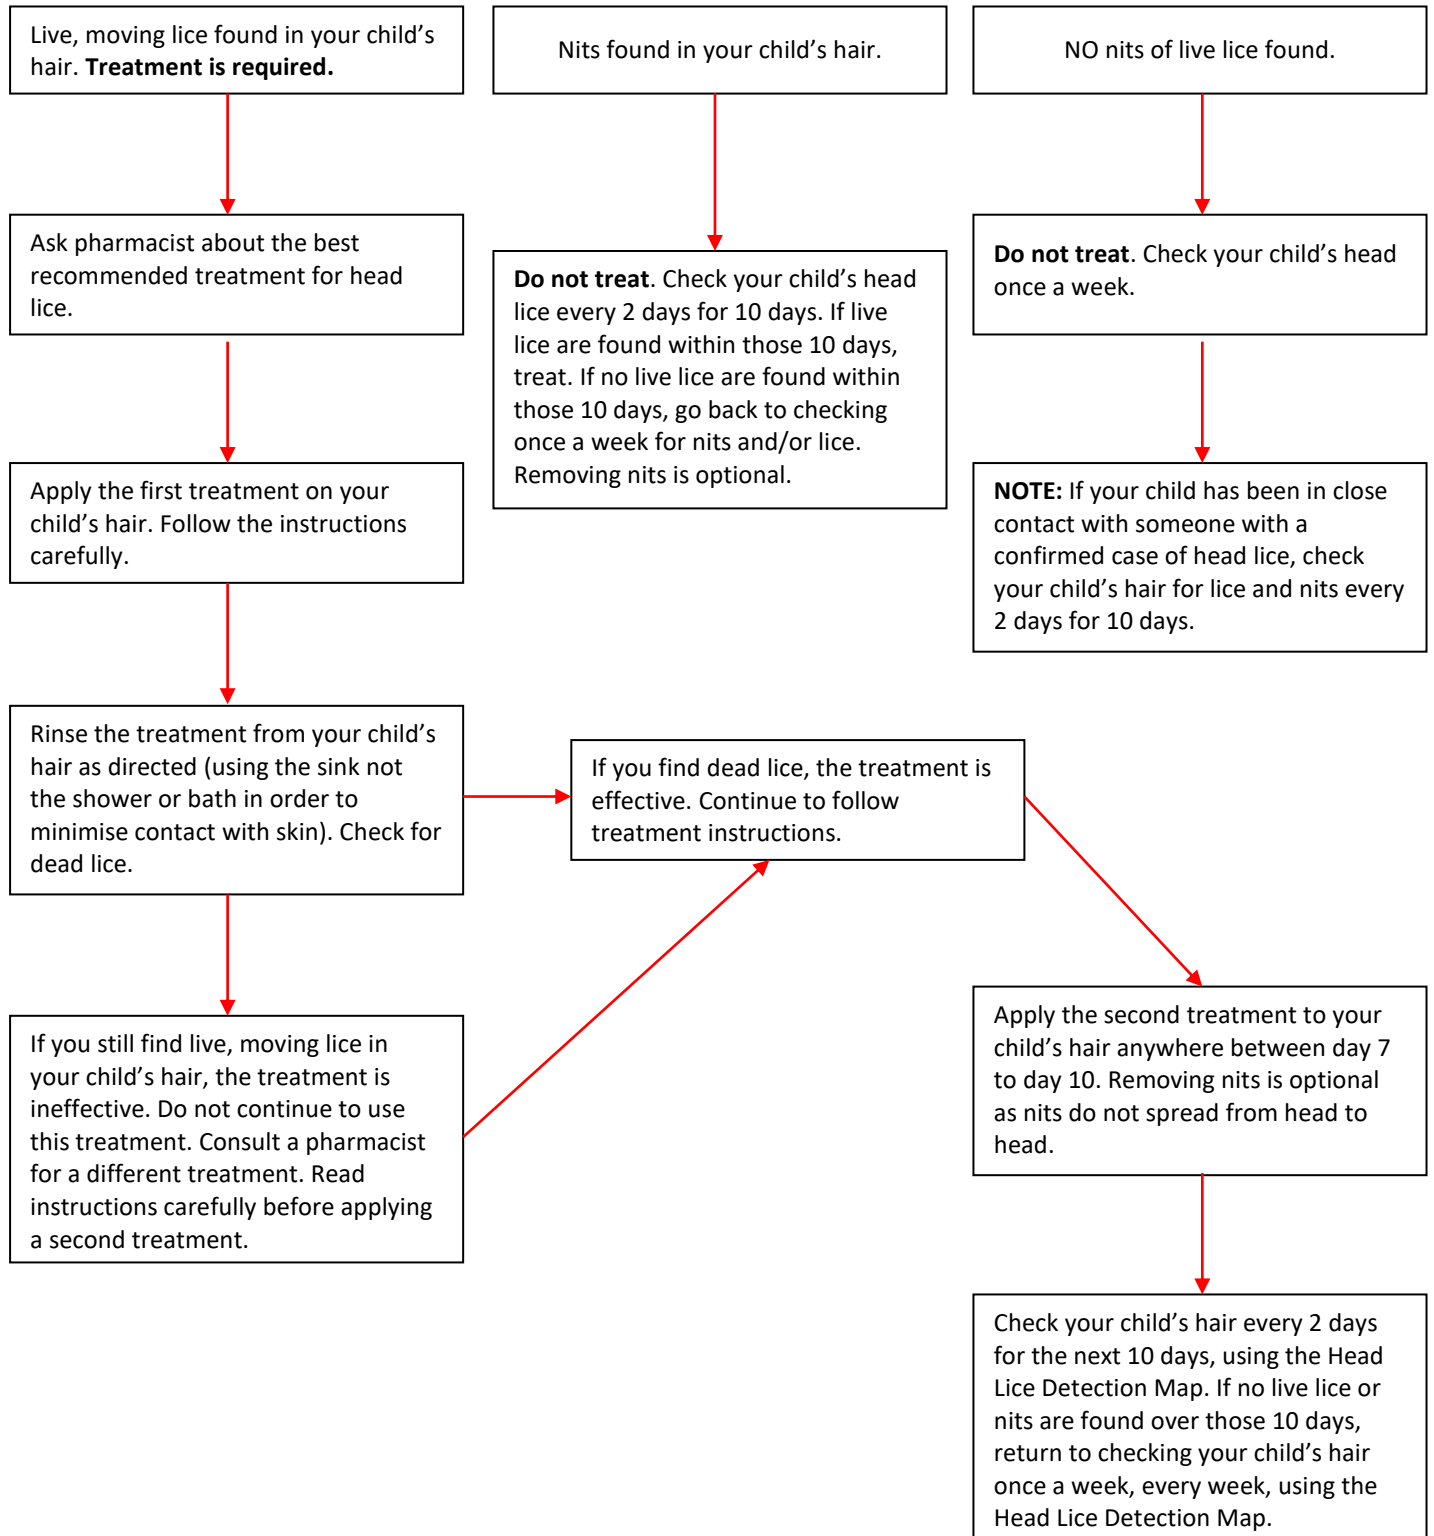 Live, moving lice found in your child’s
hair. Treatment is required.
Nits found in your child’s hair.
NO nits of live lice found.
Ask pharmacist about the best
recommended treatment for head
lice.
Do not treat. Check your child’s head
lice every 2 days for 10 days. If live
lice are found within those 10 days,
treat. If no live lice are found within
those 10 days, go back to checking
once a week for nits and/or lice.
Removing nits is optional.
Do not treat. Check your child’s head
once a week.
Apply the first treatment on your
child’s hair. Follow the instructions
carefully.
NOTE: If your child has been in close
contact with someone with a
confirmed case of head lice, check
your child’s hair for lice and nits every
2 days for 10 days.
Rinse the treatment from your child’s
hair as directed (using the sink not
the shower or bath in order to
minimise contact with skin). Check for
dead lice.
If you find dead lice, the treatment is
effective. Continue to follow
treatment instructions.
If you still find live, moving lice in
your child’s hair, the treatment is
ineffective. Do not continue to use
this treatment. Consult a pharmacist
for a different treatment. Read
instructions carefully before applying
a second treatment.
Apply the second treatment to your
child’s hair anywhere between day 7
to day 10. Removing nits is optional
as nits do not spread from head to
head.
Check your child’s hair every 2 days
for the next 10 days, using the Head
Lice Detection Map. If no live lice or
nits are found over those 10 days,
return to checking your child’s hair
once a week, every week, using the
Head Lice Detection Map.